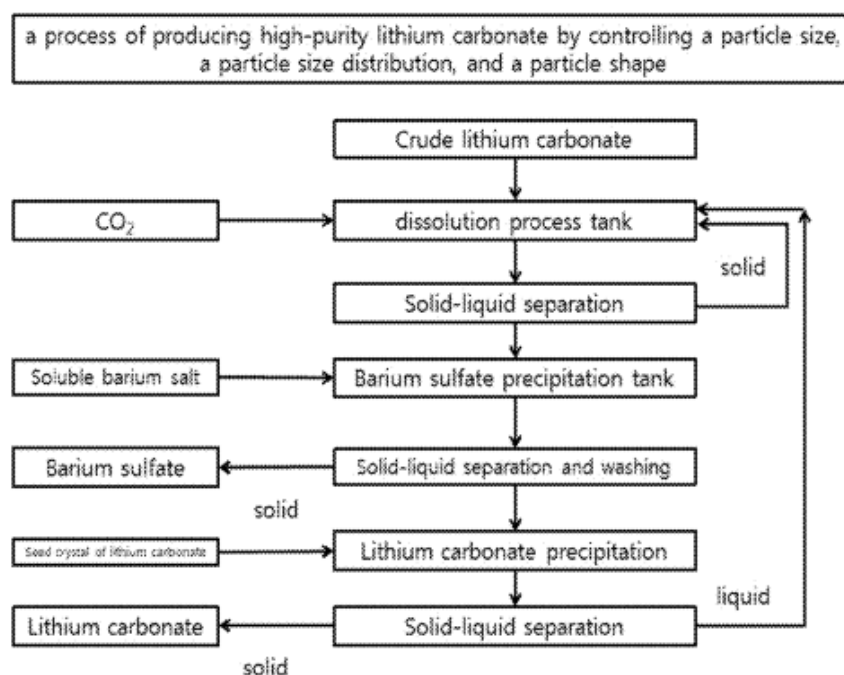 a process of producing high-purity lithium carbonate by controlling a particle size,
a particle size distribution, and a particle shape
Crude lithium carbonate
CO₂
dissolution process tank
solid
Solid-liquid separation
Soluble barium salt
Barium sulfate precipitation tank
Barium sulfate
Solid-liquid separation and washing
solid
Seed crystal of lithium carbonate
Lithium carbonate precipitation
liquid
Lithium carbonate
Solid-liquid separation
solid